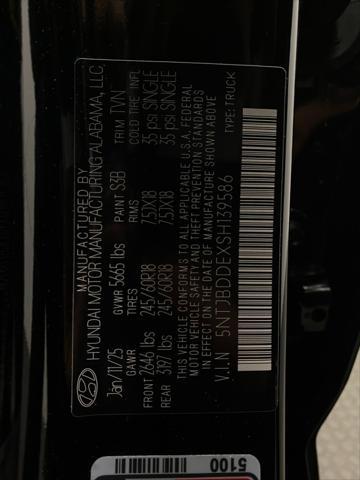 MANUFACTURED BY
HYUNDAI MOTOR MANUFACTURING ALABAMA, LLC.
Jan/11/25 GVWR 5665 lbs PAINT S3B TRIM TVN
GAWR TIRES RIMS COLD TIRE INFL.
FRONT 2646 lbs 245/60R18 7.5JX18 35 psi SINGLE
REAR 3197 lbs 245/60R18 7.5JX18 35 psi SINGLE
THIS VEHICLE CONFORMS TO ALL APPLICABLE U.S.A. FEDERAL
MOTOR VEHICLE SAFETY AND THEFT PREVENTION STANDARDS
IN EFFECT ON THE DATE OF MANUFACTURE SHOWN ABOVE.
V.I.N 5NTJBDDEXSH139586 TYPE:TRUCK
5100